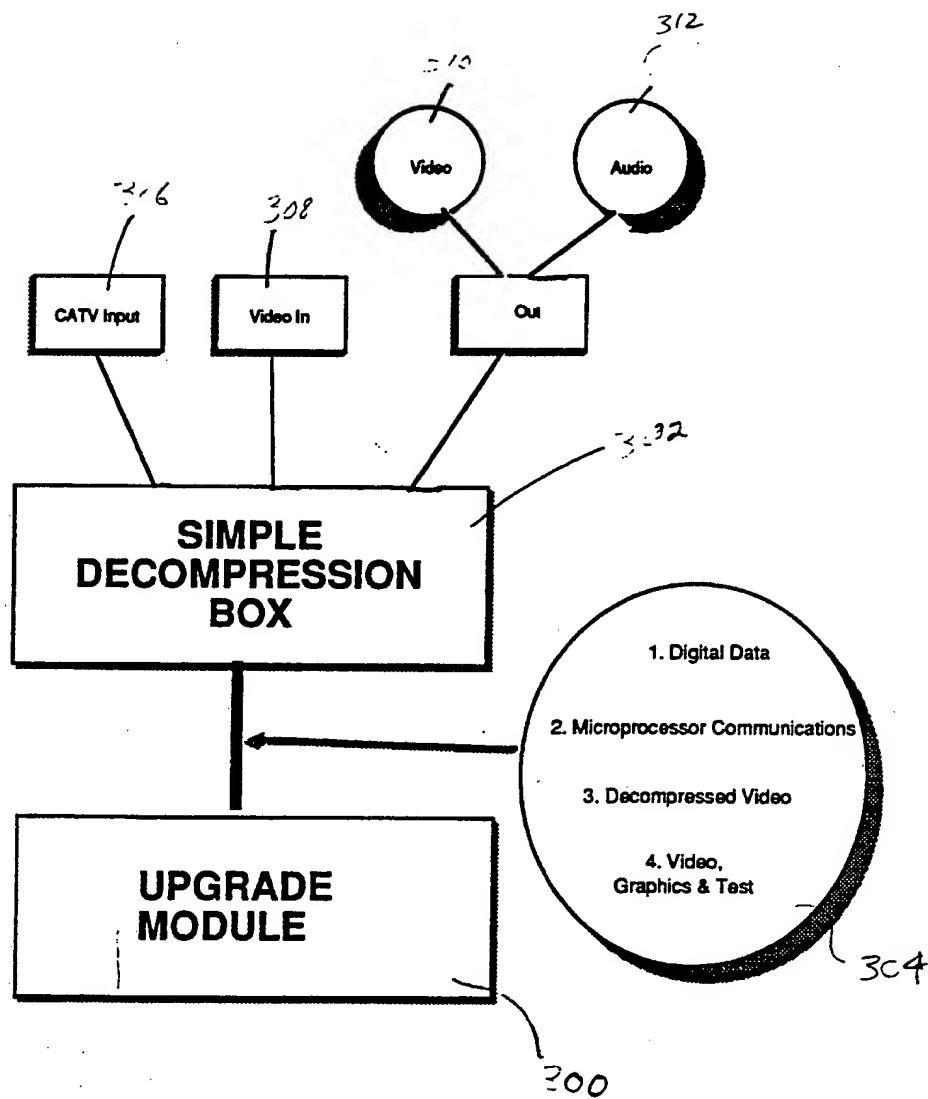 312
Video
Audio
308
CATV Input
Video In
Out
SIMPLE
DECOMPRESSION
BOX
1. Digital Data
2. Microprocessor Communications
3. Decompressed Video
4. Video,
Graphics & Test
UPGRADE
MODULE
304
300